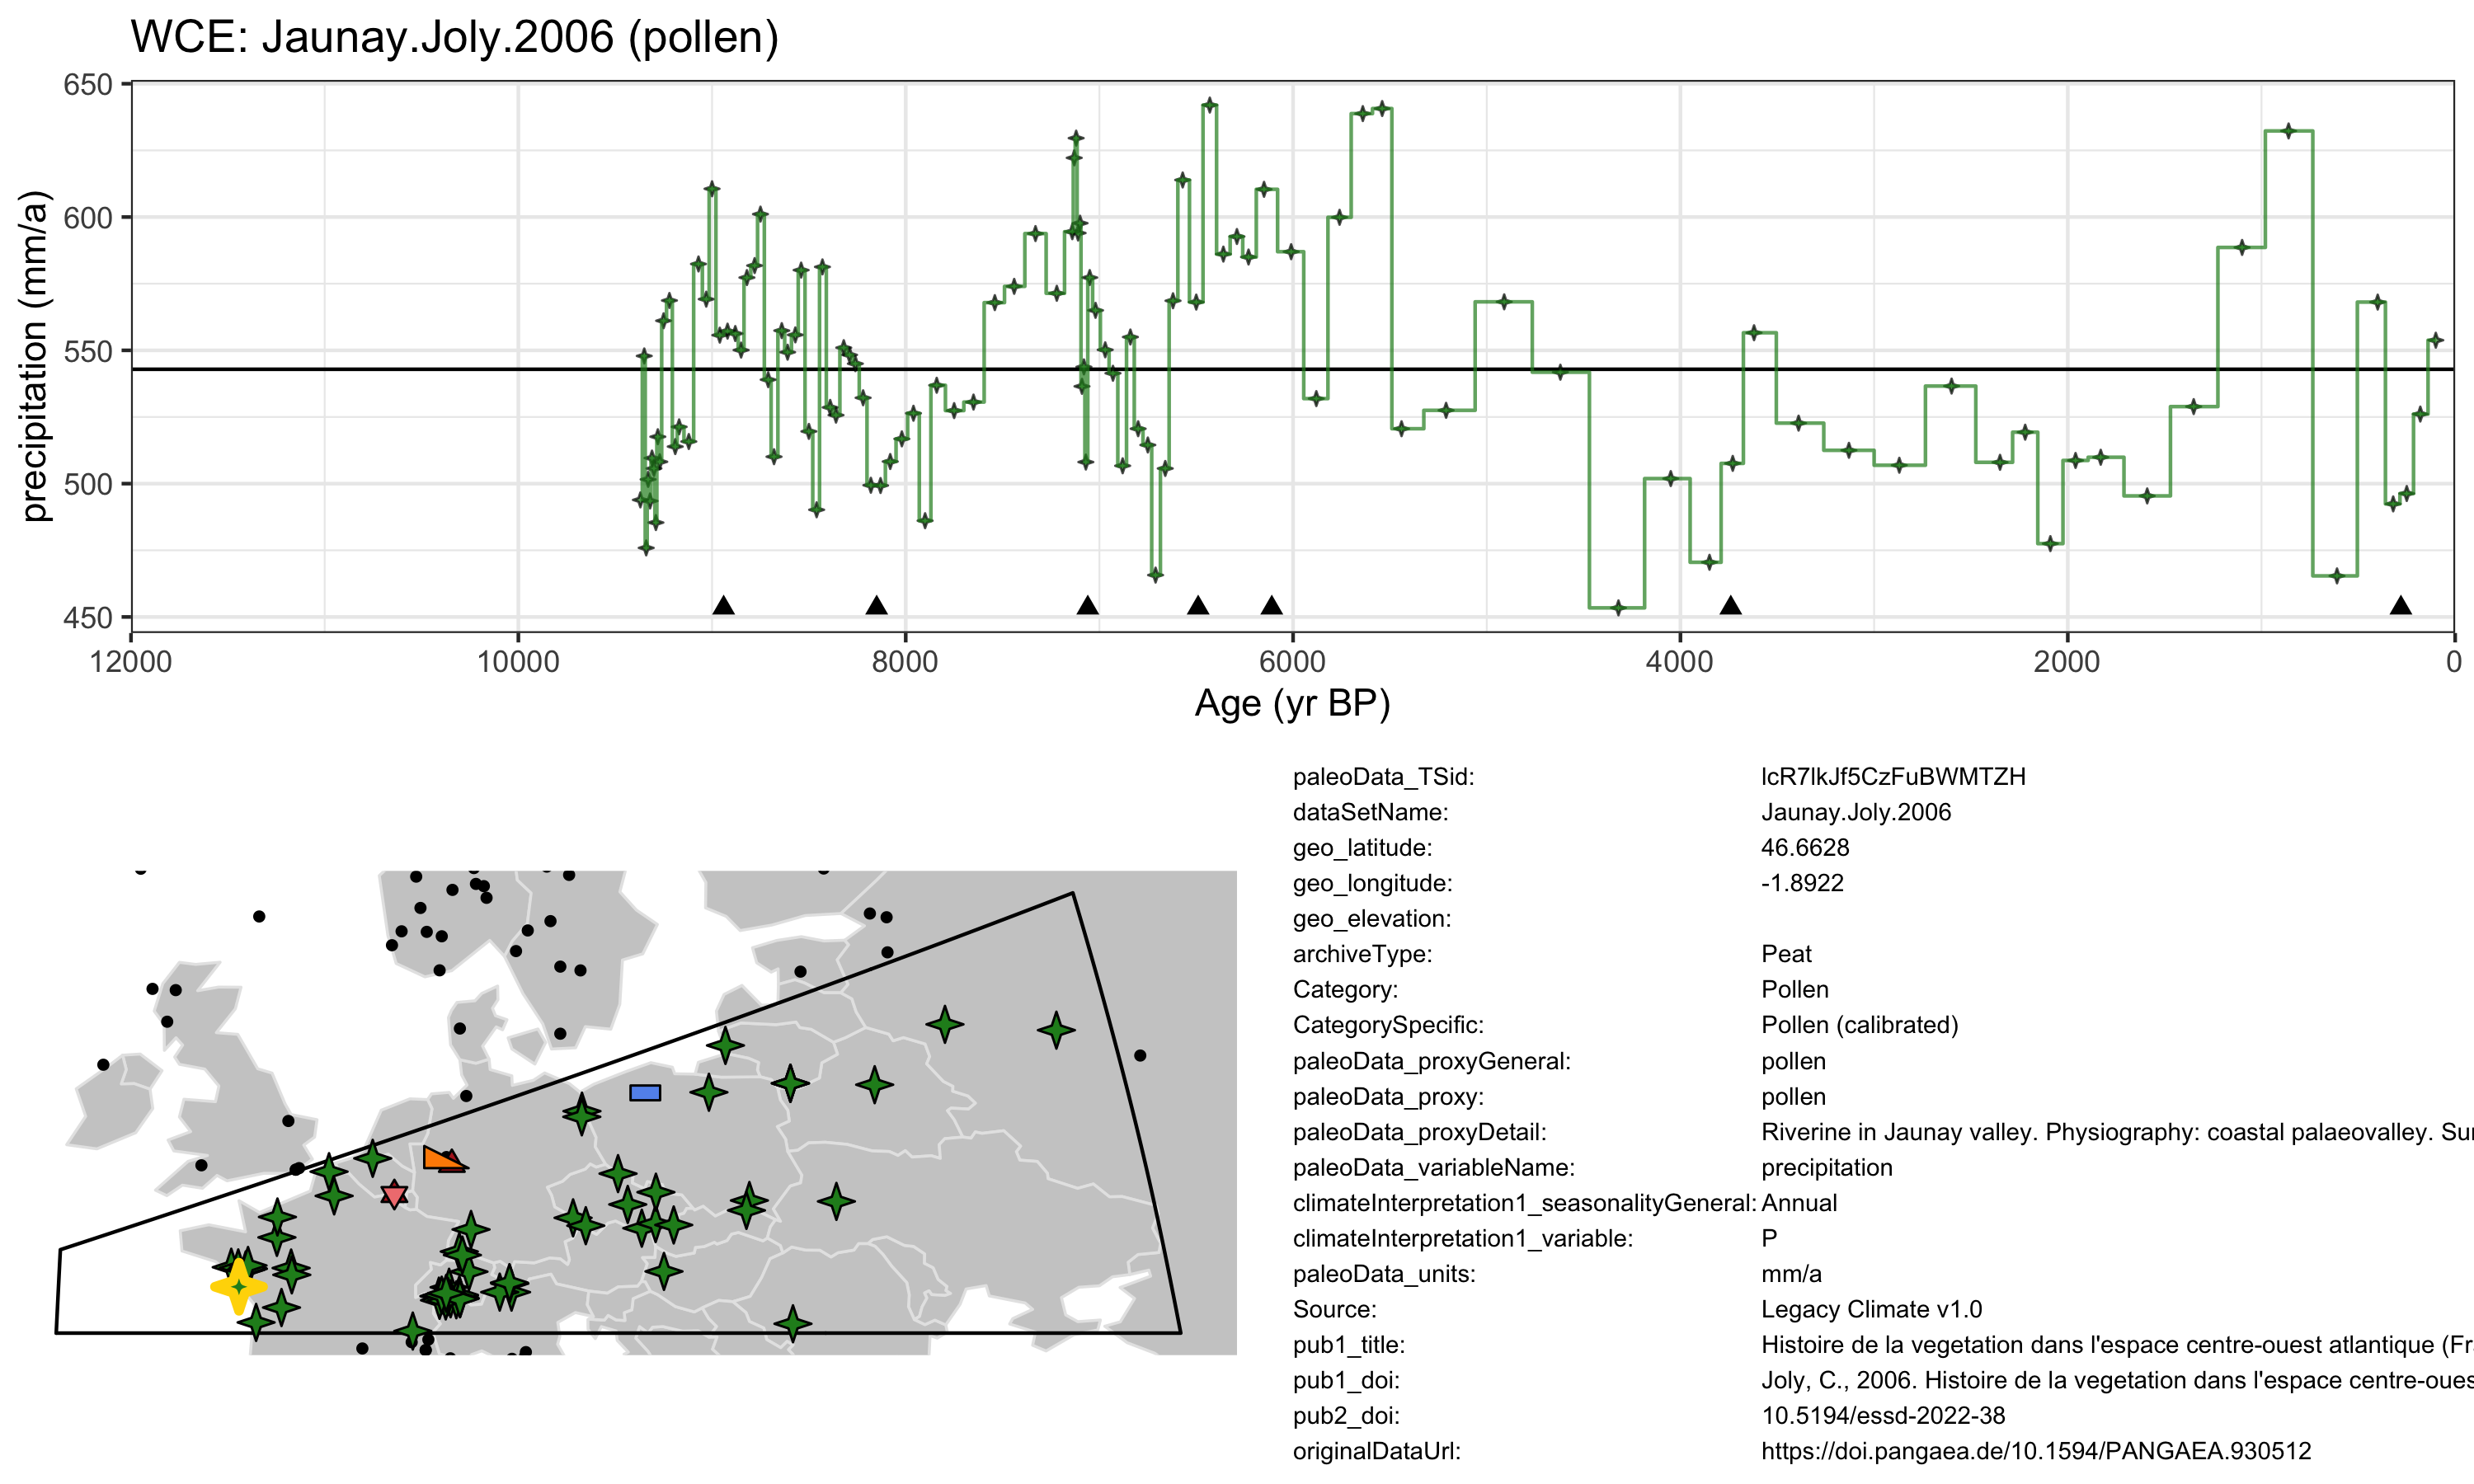 WCE: Jaunay.Joly.2006 (pollen)
650
600
550
500
450
precipitation (mm/a)
12000 10000 8000 6000 4000 2000 0
Age (yr BP)
paleoData_TSid: lcR7lkJf5CzFuBWMTZH
dataSetName: Jaunay.Joly.2006
geo_latitude: 46.6628
geo_longitude: -1.8922
geo_elevation:
archiveType: Peat
Category: Pollen
CategorySpecific: Pollen (calibrated)
paleoData_proxyGeneral: pollen
paleoData_proxy: pollen
paleoData_proxyDetail: Riverine in Jaunay valley. Physiography: coastal palaeovalley. Su
paleoData_variableName: precipitation
climateInterpretation1_seasonalityGeneral: Annual
climateInterpretation1_variable: P
paleoData_units: mm/a
Source: Legacy Climate v1.0
pub1_title: Histoire de la vegetation dans l'espace centre-ouest atlantique (Fr
pub1_doi: Joly, C., 2006. Histoire de la vegetation dans l'espace centre-oues
pub2_doi: 10.5194/essd-2022-38
originalDataUrl: https://doi.pangaea.de/10.1594/PANGAEA.930512